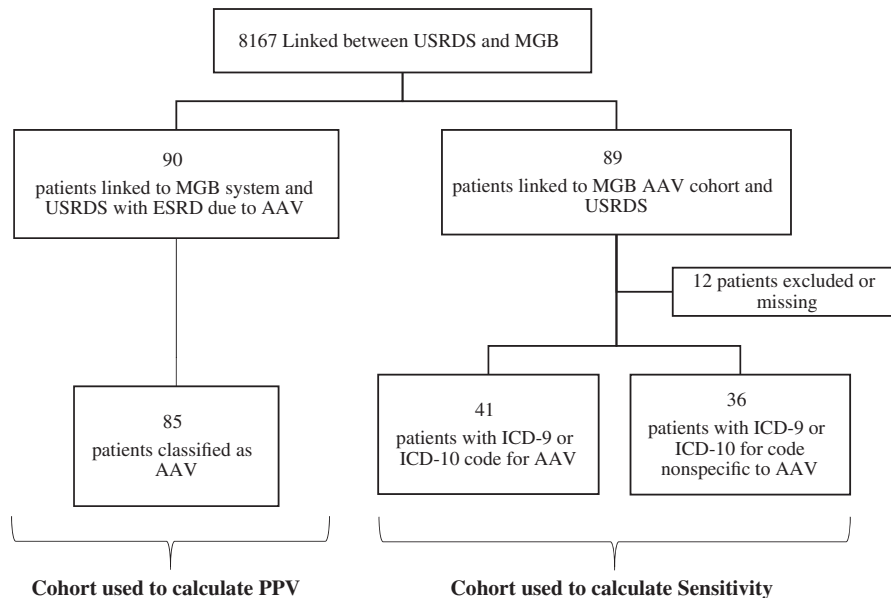 8167 Linked between USRDS and MGB
90
patients linked to MGB system and
USRDS with ESRD due to AAV
89
patients linked to MGB AAV cohort and
USRDS
12 patients excluded or
missing
85
patients classified as
AAV
41
patients with ICD-9 or
ICD-10 code for AAV
36
patients with ICD-9 or
ICD-10 for code
nonspecific to AAV
Cohort used to calculate PPV
Cohort used to calculate Sensitivity